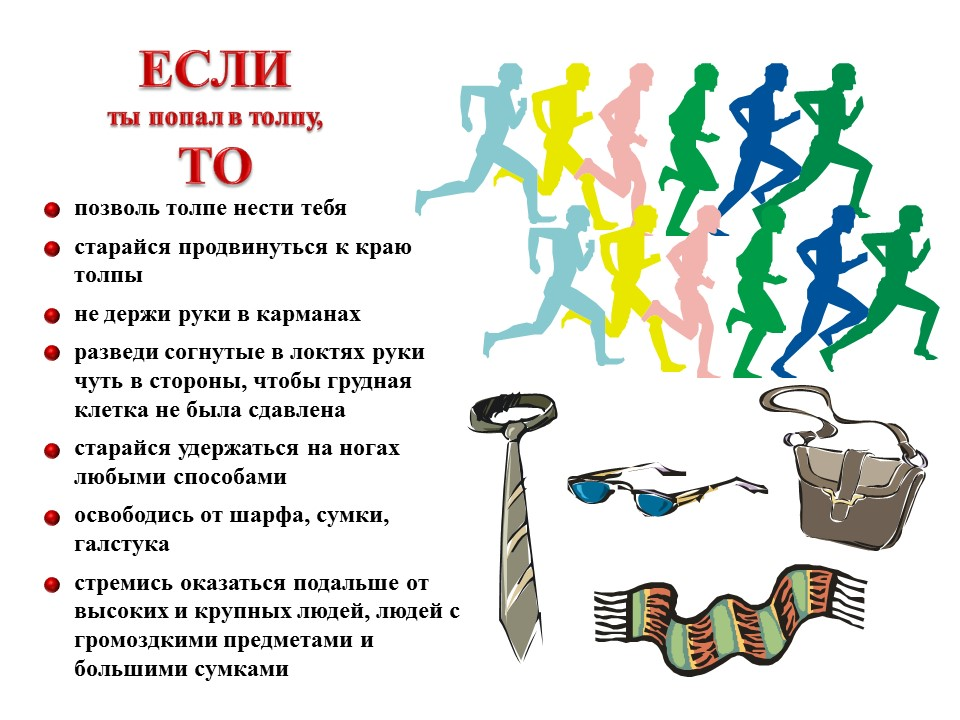 ЕСЛИ
ты попал в толпу,
ТО
позволь толпе нести тебя
старайся продвинуться к краю
толпы
не держи руки в карманах
разведи согнутые в локтях руки
чуть в стороны, чтобы грудная
клетка не была сдавлена
старайся удержаться на ногах
любыми способами
освободись от шарфа, сумки,
галстука
стремись оказаться подальше от
высоких и крупных людей, людей с
громоздкими предметами и
большими сумками